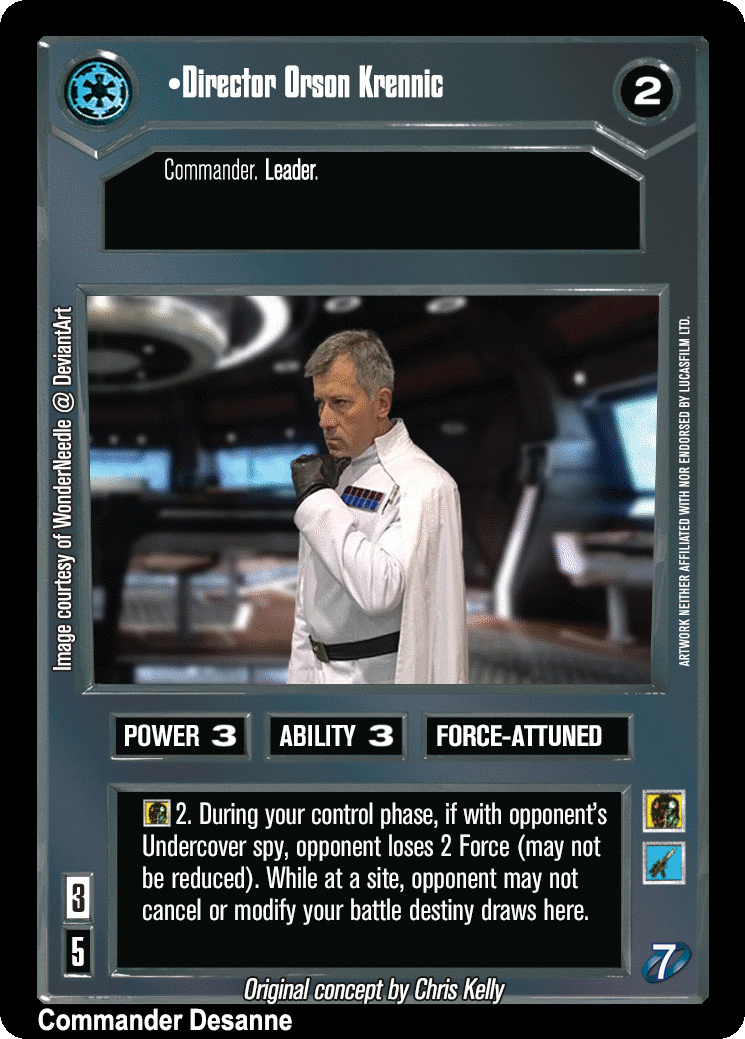 •Director Orson Krennic
2
Commander. Leader.
Image courtesy of WonderNeedle @ DeviantArt
ARTWORK NEITHER AFFILIATED WITH NOR ENDORSED BY LUCASFILM LTD.
POWER 3
ABILITY 3
FORCE-ATTUNED
2. During your control phase, if with opponent's
Undercover spy, opponent loses 2 Force (may not
be reduced). While at a site, opponent may not
cancel or modify your battle destiny draws here.
3
5
7
Original concept by Chris Kelly
Commander Desanne